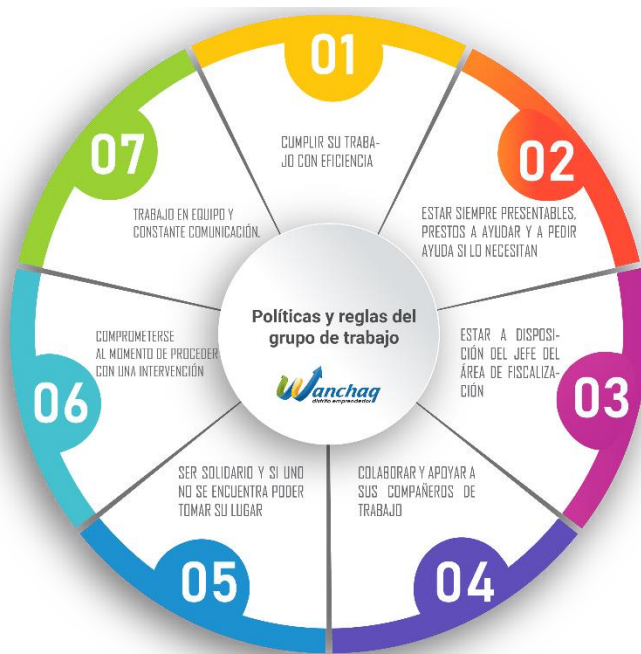 01
CUMPLIR SU TRABA-
JO CON EFICIENCIA
02
ESTAR SIEMPRE PRESENTABLES,
PRESTOS A AYUDAR Y A PEDIR
AYUDA SI LO NECESITAN
03
ESTAR A DISPOSI-
CIÓN DEL JEFE DEL
ÁREA DE FISCALIZA-
CIÓN
04
COLABORAR Y APOYAR A
SUS COMPAÑEROS DE
TRABAJO
05
SER SOLIDARIO Y SI UNO
NO SE ENCUENTRA PODER
TOMAR SU LUGAR
06
COMPROMETERSE
AL MOMENTO DE PROCEDER
CON UNA INTERVENCIÓN
07
TRABAJO EN EQUIPO Y
CONSTANTE COMUNICACIÓN.
Políticas y reglas del
grupo de trabajo
Wanchaq
distrito emprendedor